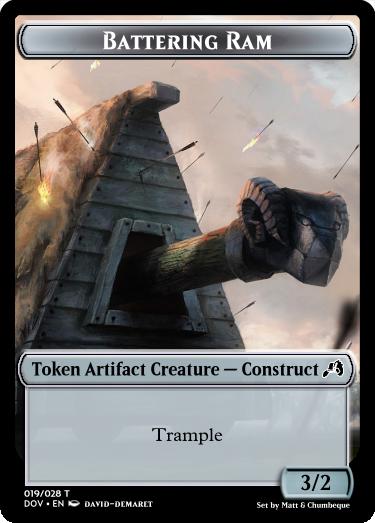 Battering Ram
Token Artifact Creature — Construct
Trample
3/2
019/028 T
DOV • EN DAVID-DEMARET
Set by Matt & Chumbeque